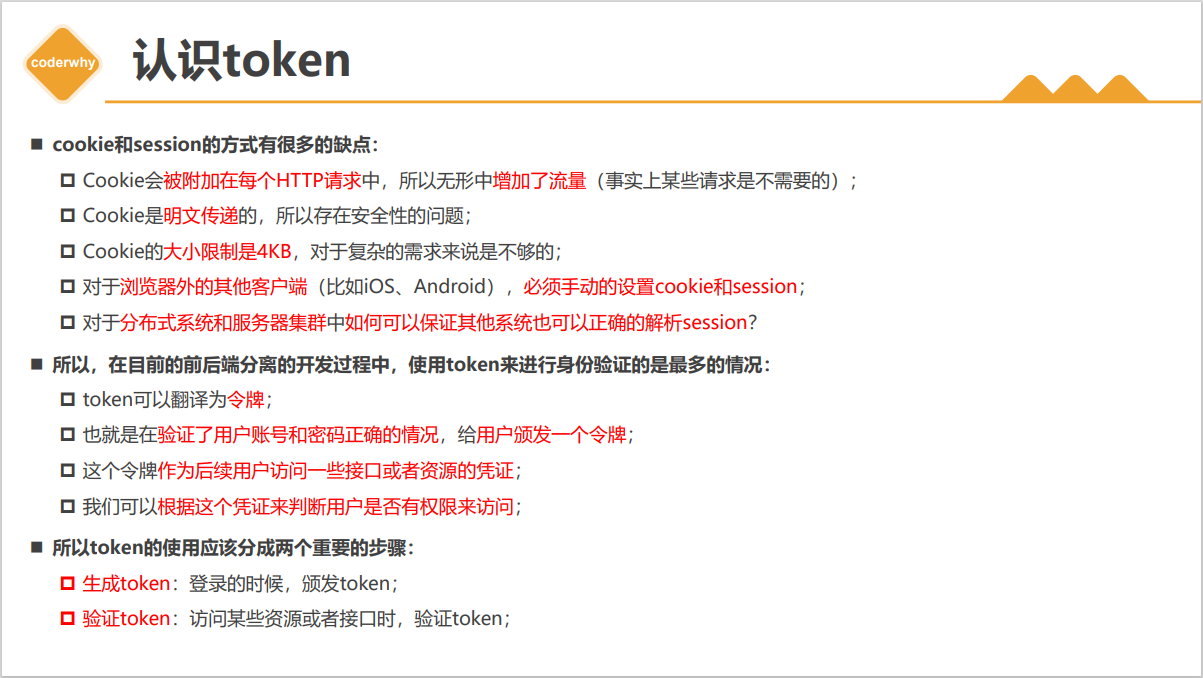 coderwhy
认识token
cookie和session的方式有很多的缺点：
Cookie会被附加在每个HTTP请求中，所以无形中增加了流量（事实上某些请求是不需要的）；
Cookie是明文传递的，所以存在安全性的问题；
Cookie的大小限制是4KB，对于复杂的需求来说是不够的；
对于浏览器外的其他客户端（比如iOS、Android），必须手动的设置cookie和session；
对于分布式系统和服务器集群中如何可以保证其他系统也可以正确的解析session？
所以，在目前的前后端分离的开发过程中，使用token来进行身份验证的是最多的情况：
token可以翻译为令牌；
也就是在验证了用户账号和密码正确的情况，给用户颁发一个令牌；
这个令牌作为后续用户访问一些接口或者资源的凭证；
我们可以根据这个凭证来判断用户是否有权限来访问；
所以token的使用应该分成两个重要的步骤：
生成token：登录的时候，颁发token；
验证token：访问某些资源或者接口时，验证token；